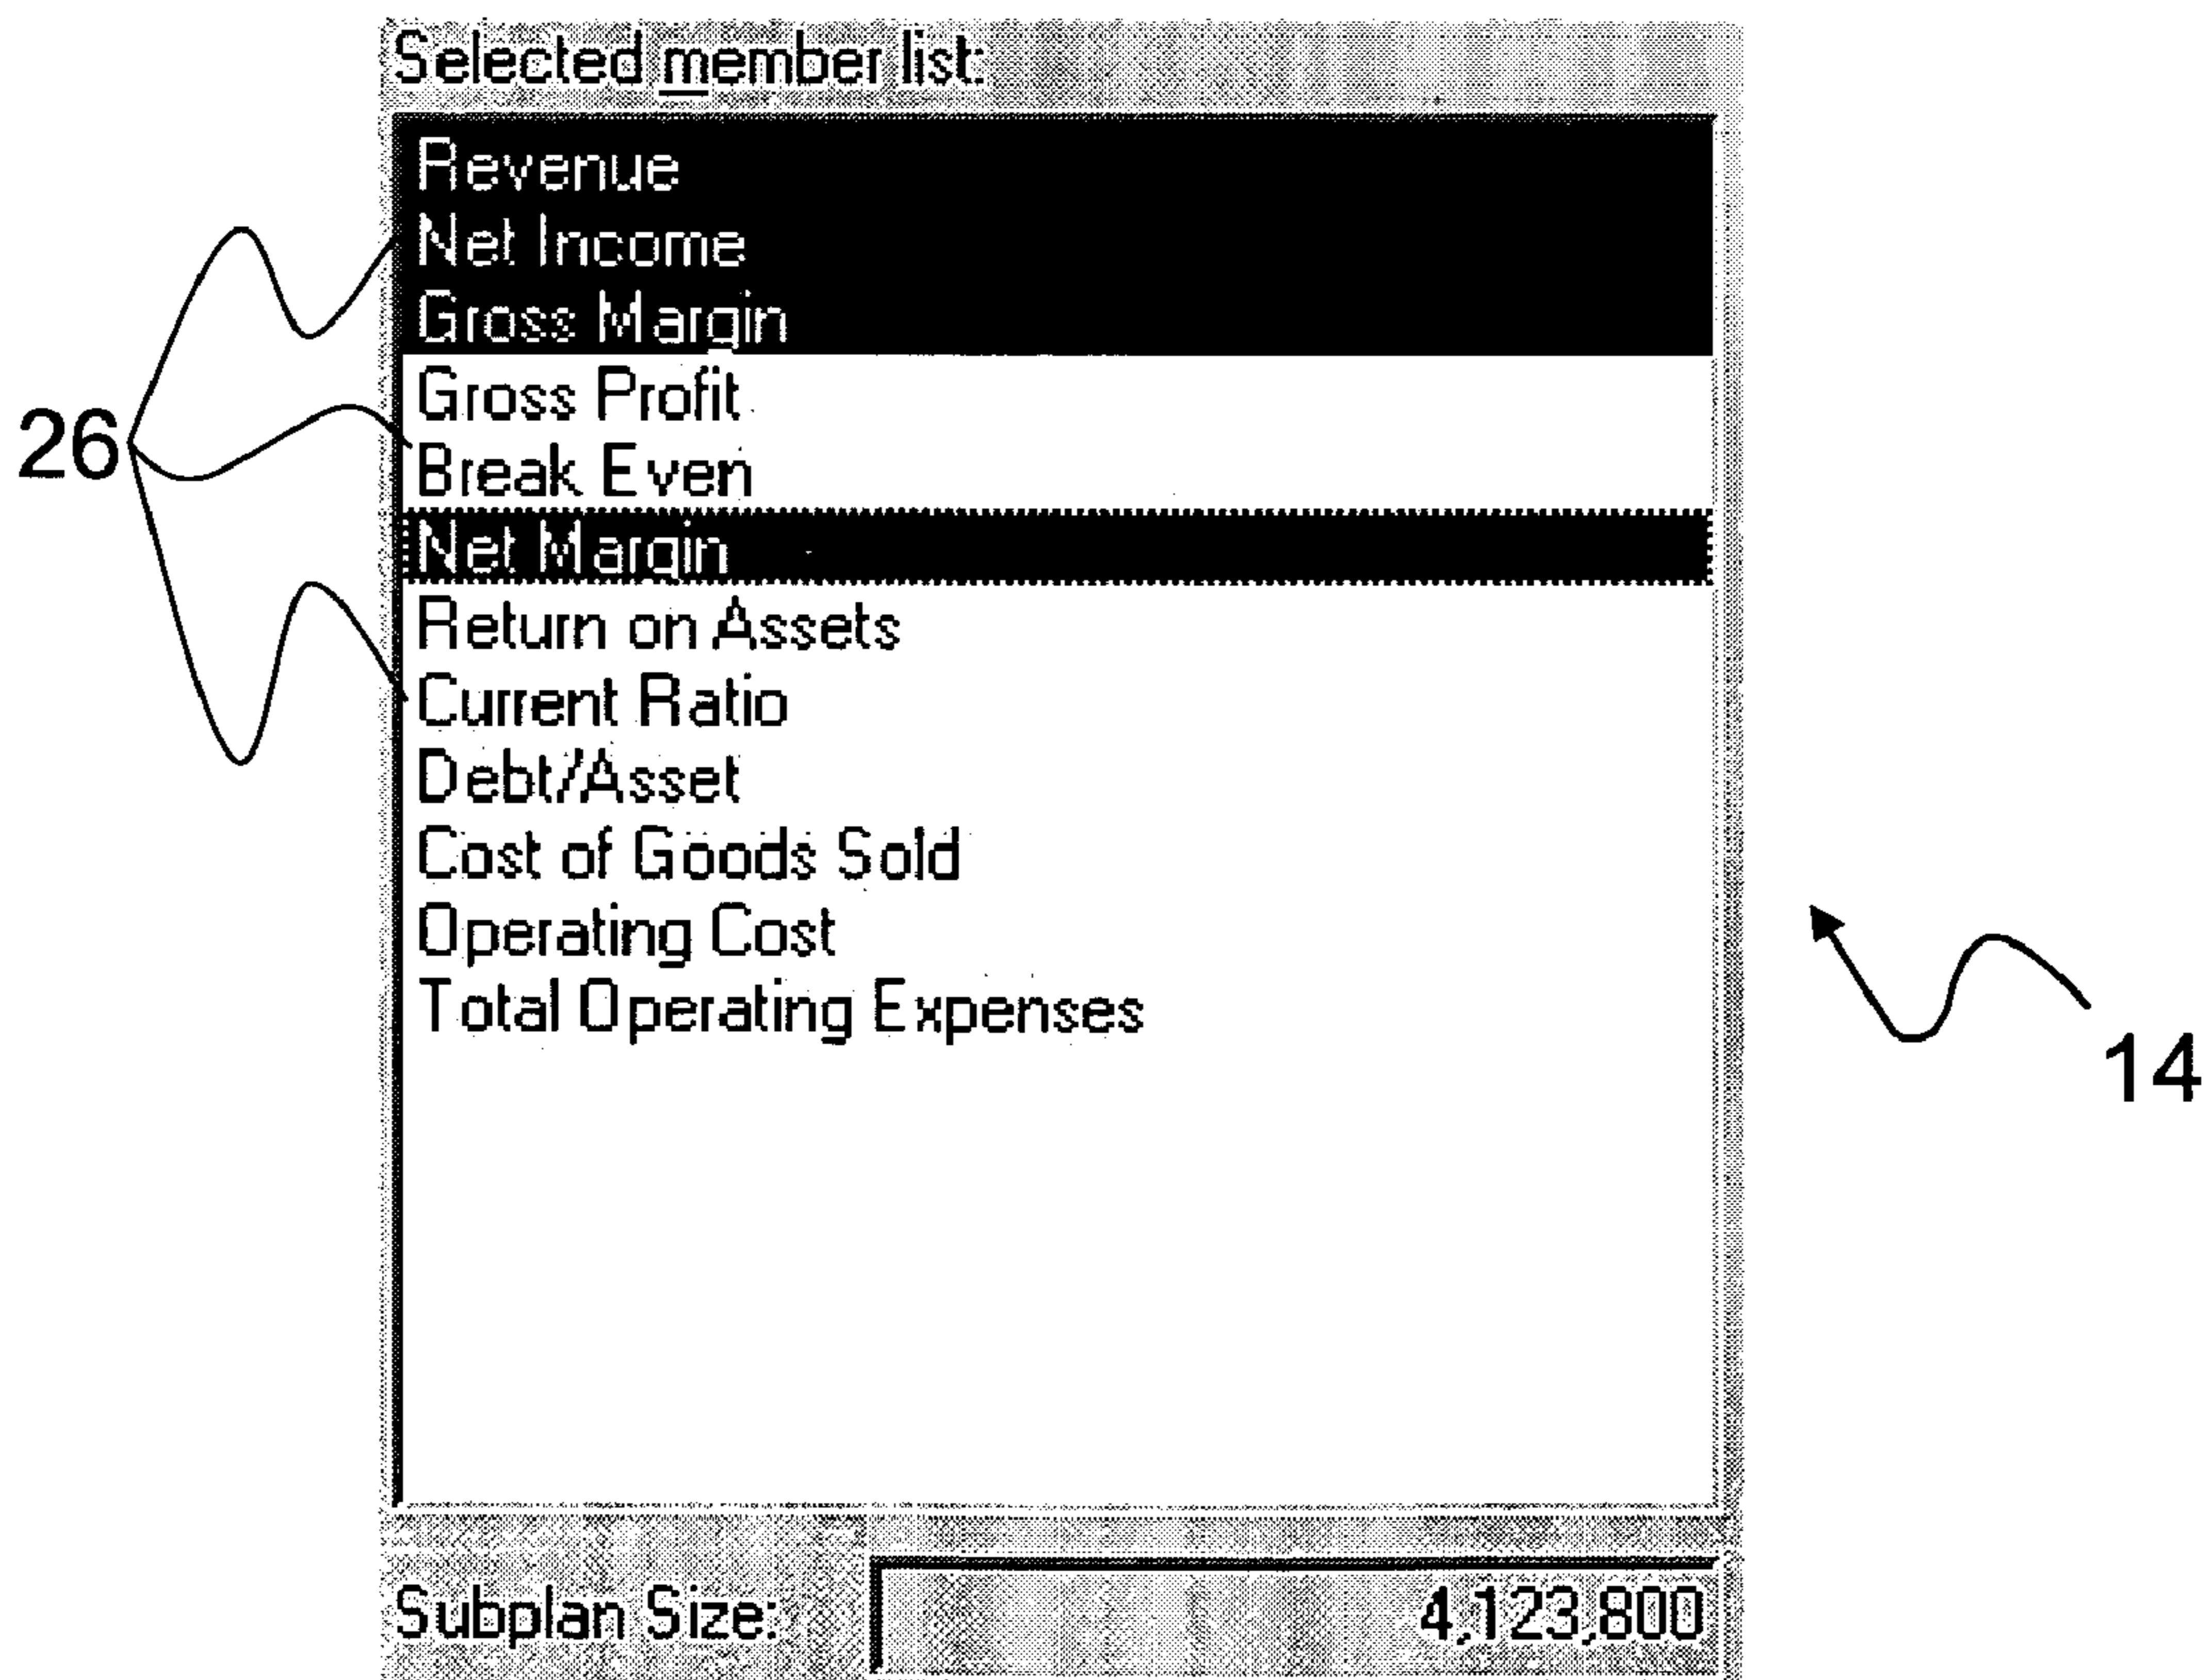 Selected member list:
Revenue
Net Income
Gross Margin
Gross Profit
26
Break Even
Net Margin
Return on Assets
Current Ratio
Debt/Asset
Cost of Goods Sold
Operating Cost
Total Operating Expenses
14
Subplan Size: 4,123,800